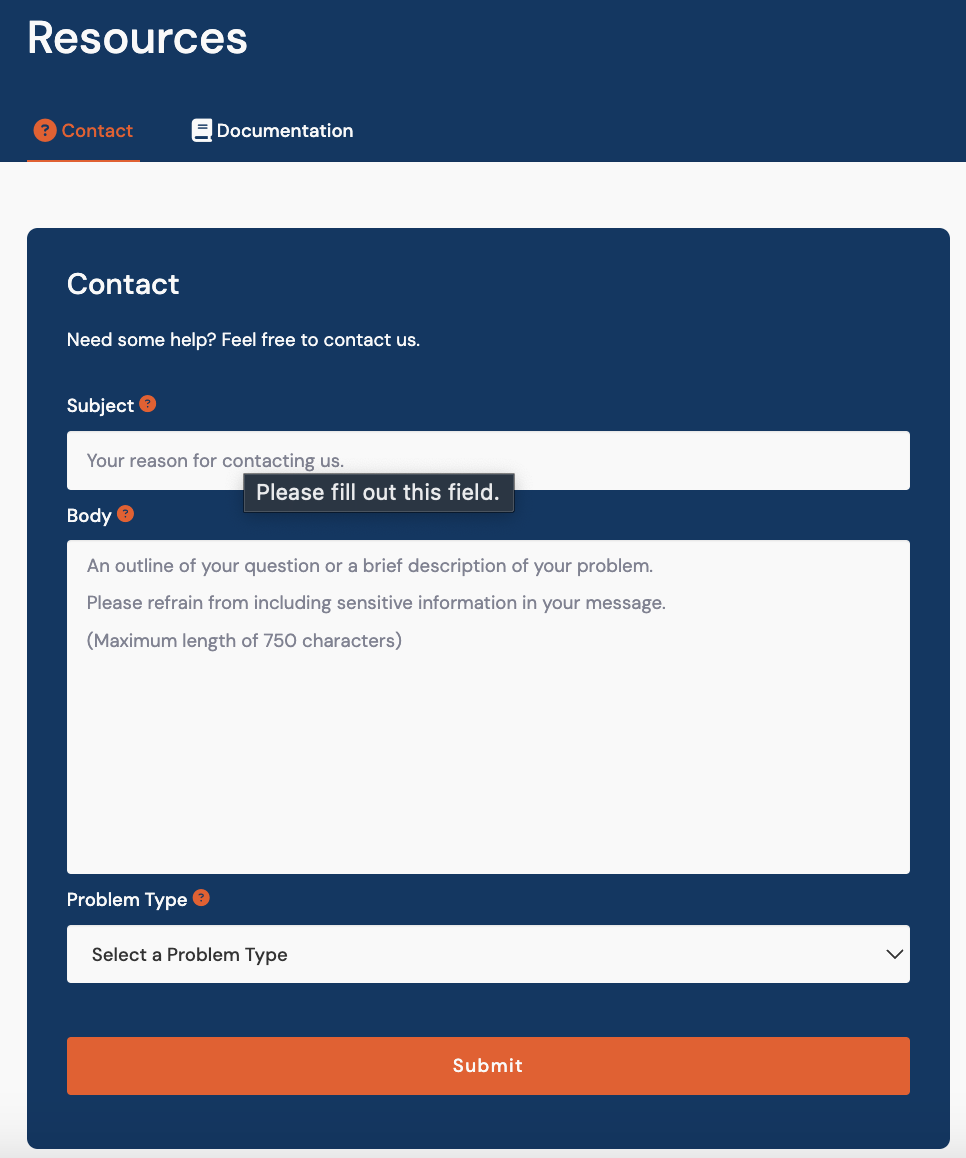 Resources
? Contact
Documentation
Contact
Need some help? Feel free to contact us.
Subject ?
Your reason for contacting us.
Please fill out this field.
Body ?
An outline of your question or a brief description of your problem.
Please refrain from including sensitive information in your message.
(Maximum length of 750 characters)
Problem Type ?
Select a Problem Type
Submit